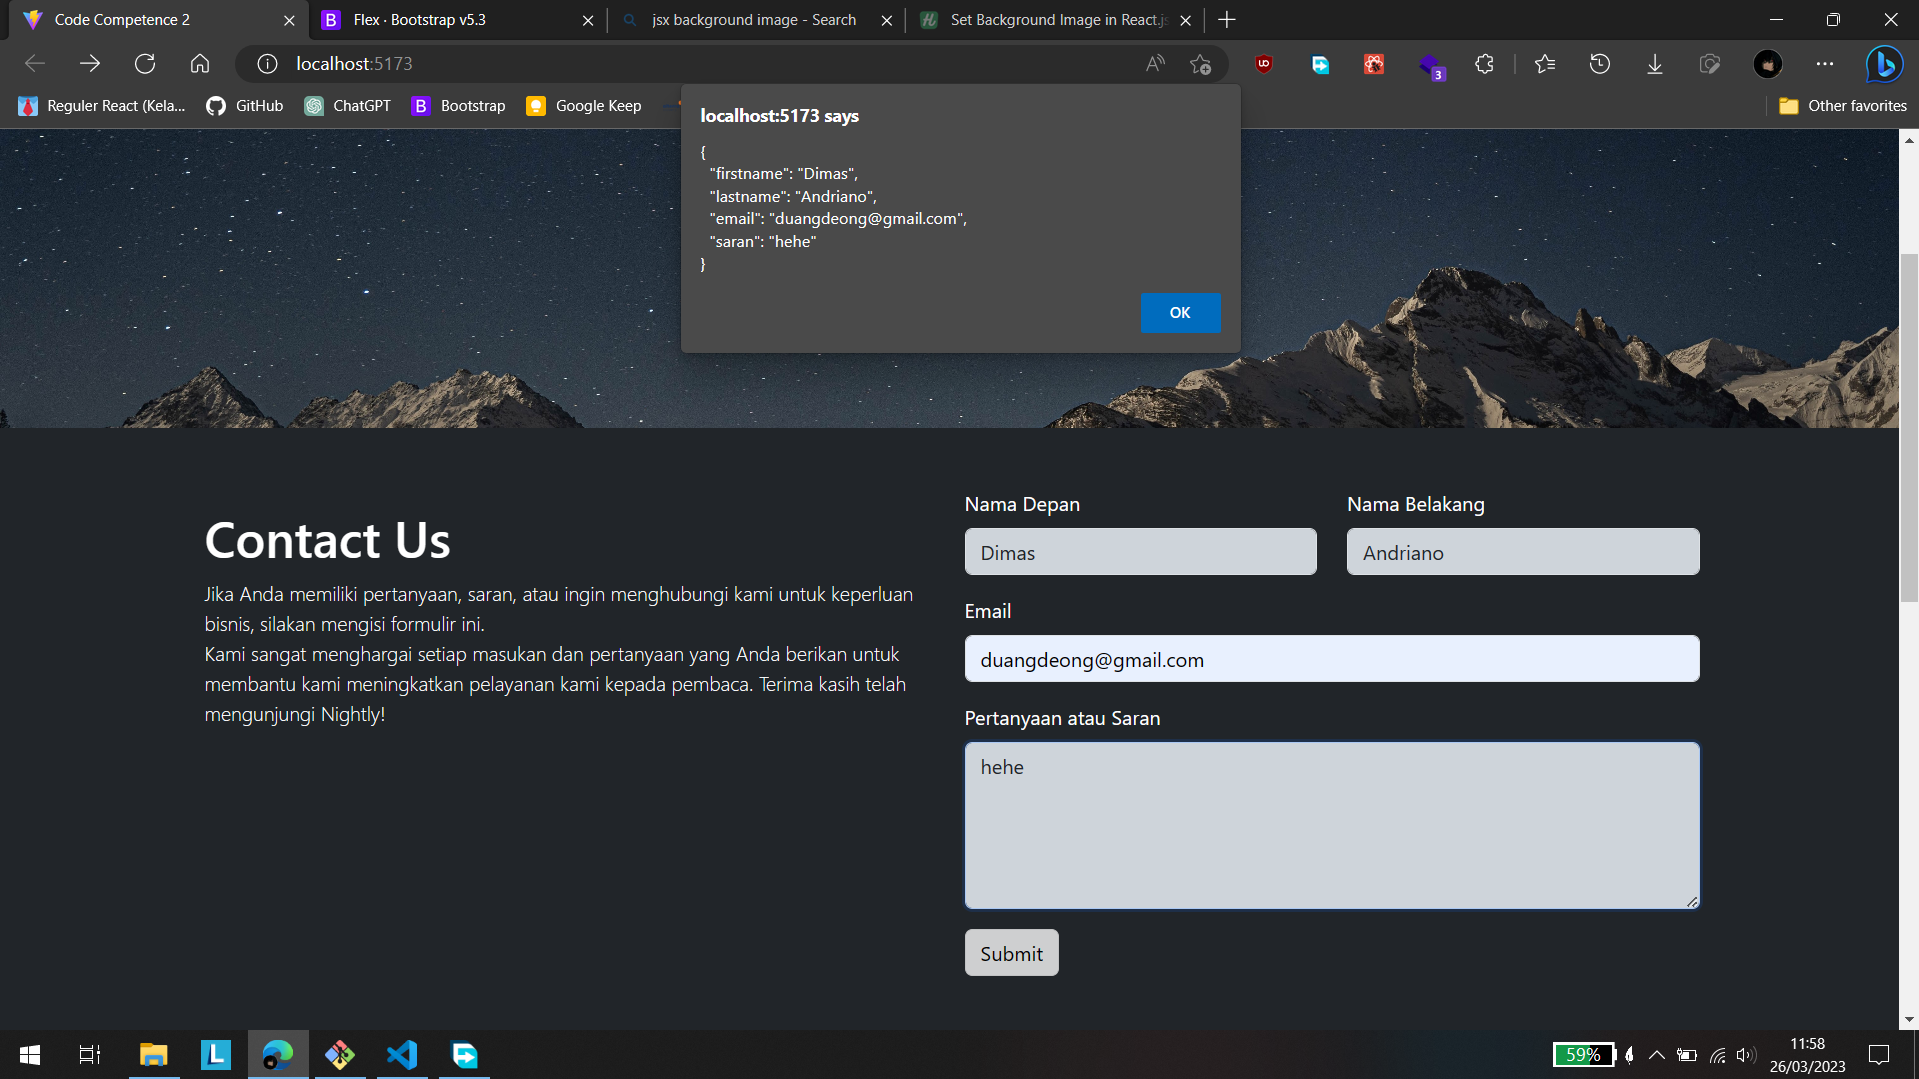 Code Competence 2
Flex · Bootstrap v5.3
jsx background image - Search
Set Background Image in React.js
localhost:5173
3
Reguler React (Kela...
GitHub
ChatGPT
B Bootstrap
Google Keep
Other favorites
localhost:5173 says
{
"firstname": "Dimas",
"lastname": "Andriano",
"email": "duangdeong@gmail.com",
"saran": "hehe"
}
OK
Contact Us
Jika Anda memiliki pertanyaan, saran, atau ingin menghubungi kami untuk keperluan
bisnis, silakan mengisi formulir ini.
Kami sangat menghargai setiap masukan dan pertanyaan yang Anda berikan untuk
membantu kami meningkatkan pelayanan kami kepada pembaca. Terima kasih telah
mengunjungi Nightly!
Nama Depan
Nama Belakang
Dimas
Andriano
Email
duangdeong@gmail.com
Pertanyaan atau Saran
hehe
Submit
59%
11:58
26/03/2023